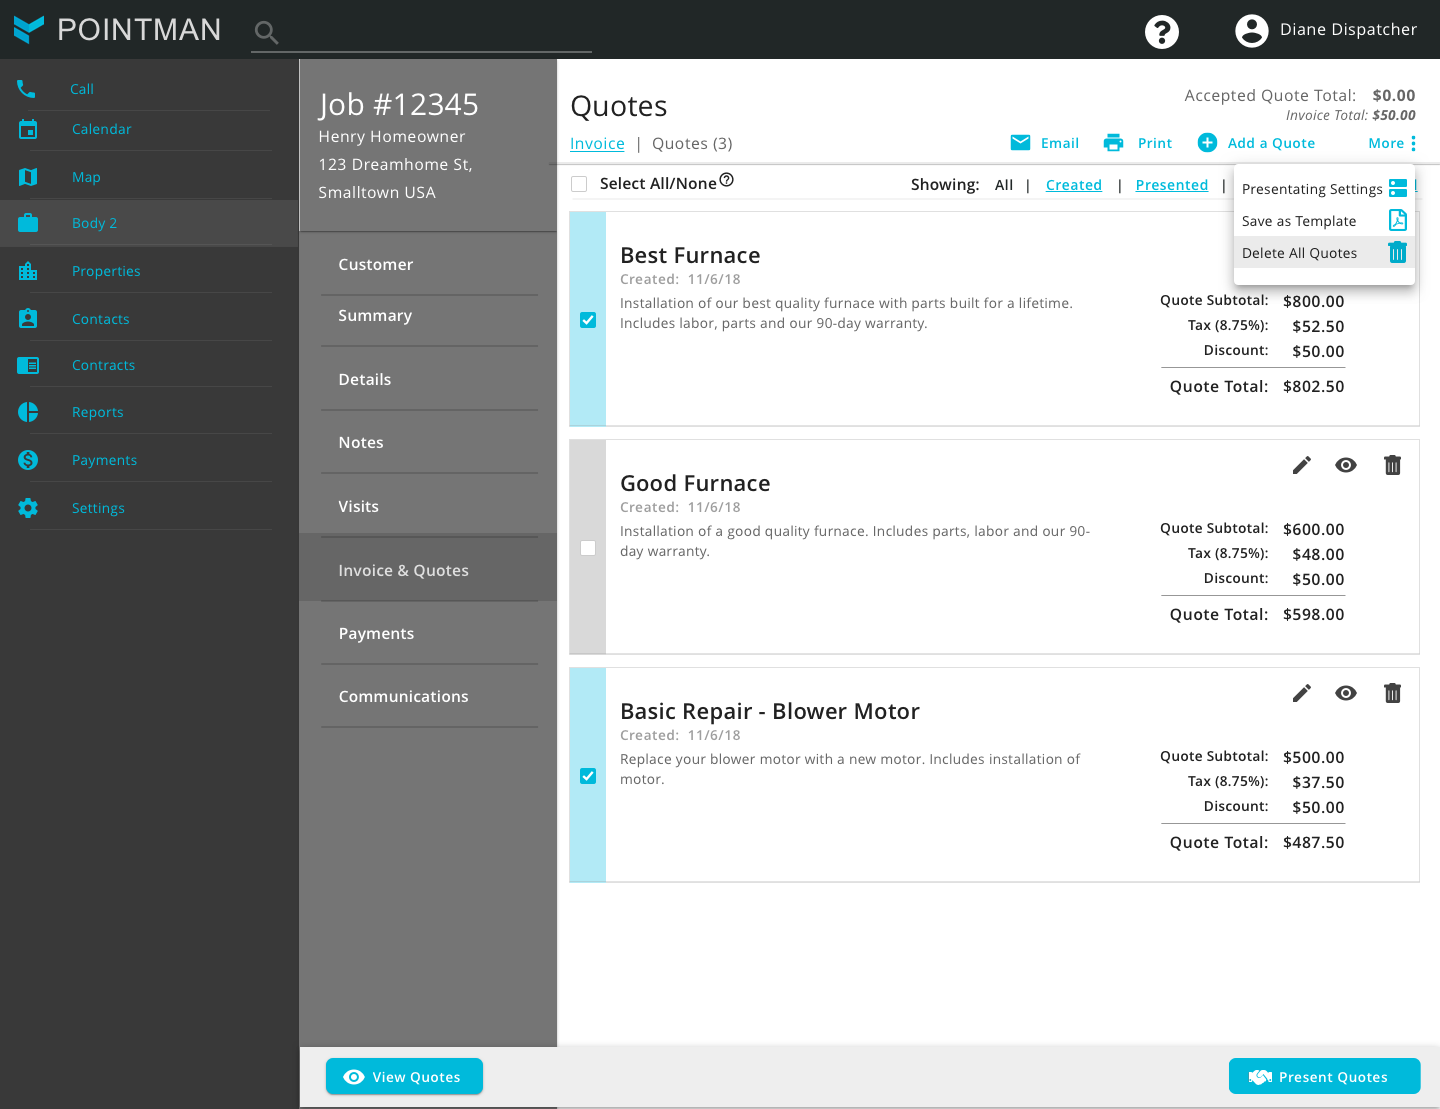 POINTMAN
Diane Dispatcher
Call
Calendar
Map
Body 2
Properties
Contacts
Contracts
Reports
Payments
Settings
Job #12345
Henry Homeowner
123 Dreamhome St,
Smalltown USA
Customer
Summary
Details
Notes
Visits
Invoice & Quotes
Payments
Communications
Quotes
Accepted Quote Total: $0.00
Invoice Total: $50.00
Invoice | Quotes (3)
Email Print Add a Quote More
Select All/None
Showing: All | Created | Presented |
Presentating Settings
Save as Template
Delete All Quotes
Best Furnace
Created: 11/6/18
Installation of our best quality furnace with parts built for a lifetime.
Includes labor, parts and our 90-day warranty.
Quote Subtotal: $800.00
Tax (8.75%): $52.50
Discount: $50.00
Quote Total: $802.50
Good Furnace
Created: 11/6/18
Installation of a good quality furnace. Includes parts, labor and our 90-
day warranty.
Quote Subtotal: $600.00
Tax (8.75%): $48.00
Discount: $50.00
Quote Total: $598.00
Basic Repair - Blower Motor
Created: 11/6/18
Replace your blower motor with a new motor. Includes installation of
motor.
Quote Subtotal: $500.00
Tax (8.75%): $37.50
Discount: $50.00
Quote Total: $487.50
View Quotes
Present Quotes